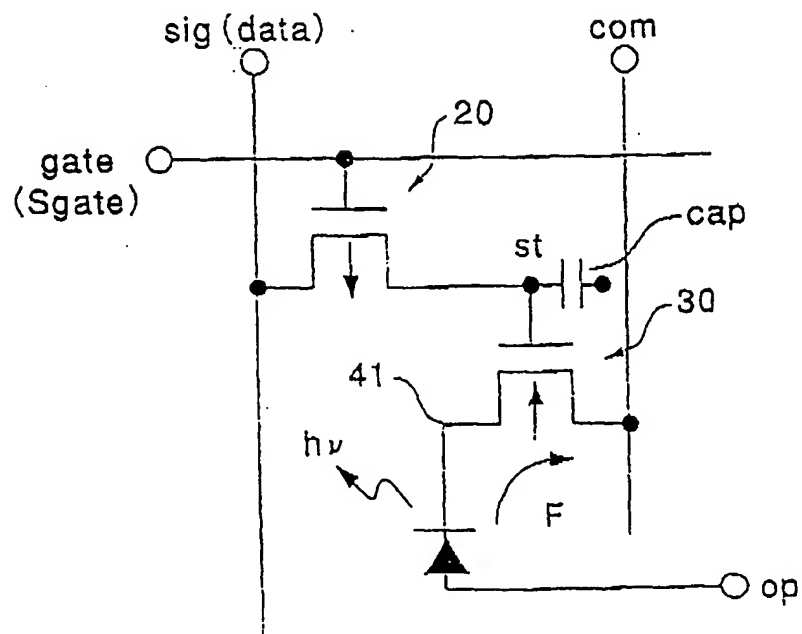 sig (data)
com
20
gate
(Sgate)
cap
st
30
41
hν
F
op